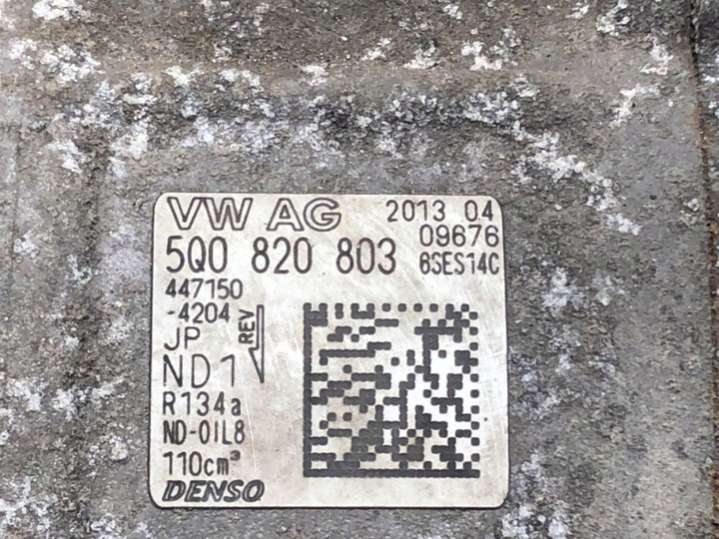 VW AG 2013 04
09676
5Q0 820 803 6SES14C
447150
-4204
JP REV
ND1
R134a
ND-OIL8
110cm³
DENSO